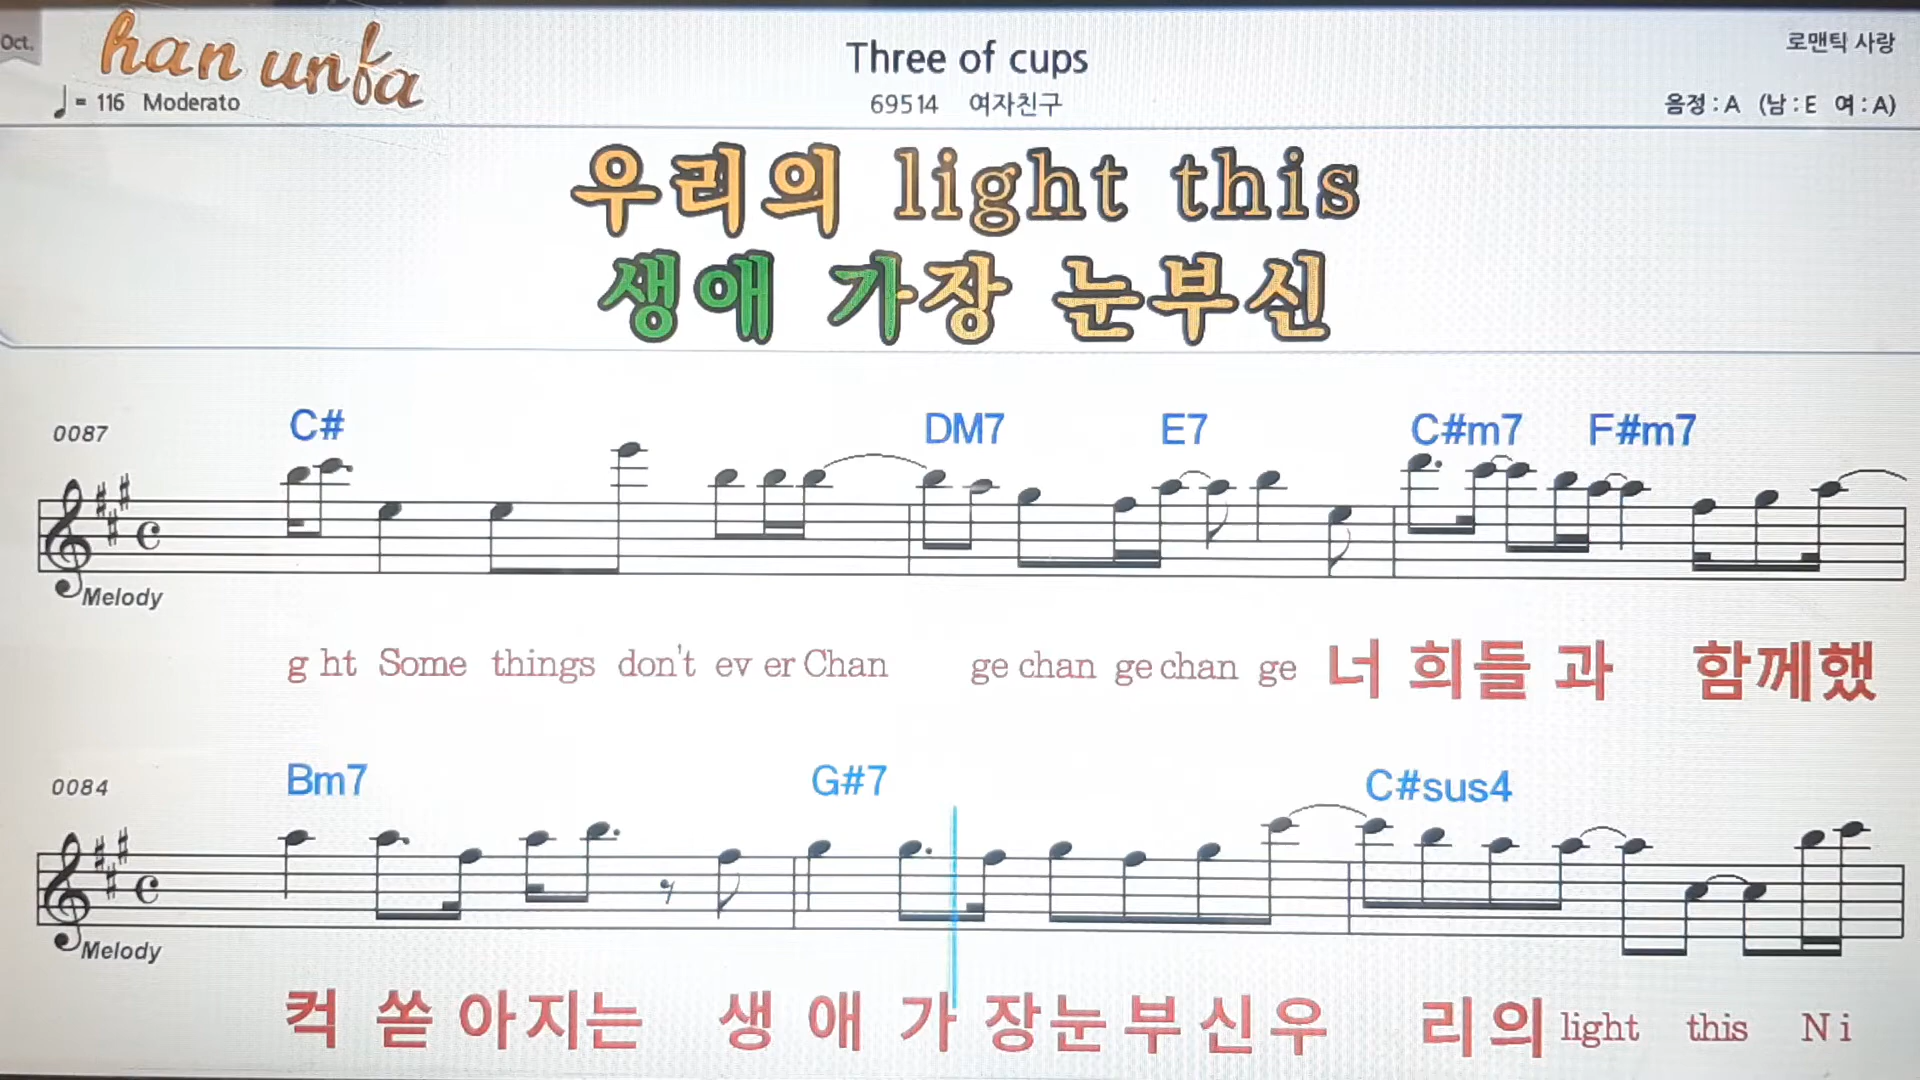 Oct.
han unfa
= 116 Moderato
Three of cups
69514 여자친구
로맨틱 사랑
음정 : A (남 : E 여 : A)
우리의 light this
생애 가장 눈부신
0087
C# DM7 E7 C#m7 F#m7
Melody
g ht Some things don't ev er Chan ge chan ge chan ge 너 희들 과 함께했
0084
Bm7 G#7 C#sus4
Melody
컥 쏟 아지는 생 애 가 장눈부신우 리의 light this N i